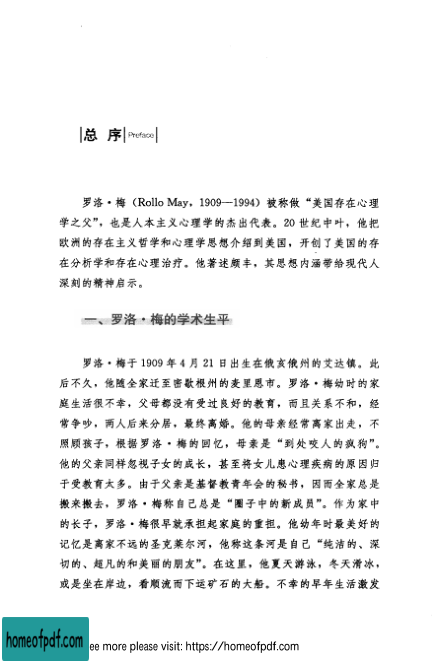 总 序 Preface
罗洛·梅（Rollo May，1909—1994）被称做“美国存在心理
学之父”，也是人本主义心理学的杰出代表。20 世纪中叶，他把
欧洲的存在主义哲学和心理学思想介绍到美国，开创了美国的存
在分析学和存在心理治疗。他著述颇丰，其思想内涵带给现代人
深刻的精神启示。
一、罗洛·梅的学术生平
罗洛·梅于 1909 年 4 月 21 日出生在俄亥俄州的艾达镇。此
后不久，他随全家迁至密歇根州的麦里恩市。罗洛·梅幼时的家
庭生活很不幸，父母都没有受过良好的教育，而且关系不和，经
常争吵，两人后来分居，最终离婚。他的母亲经常离家出走，不
照顾孩子，根据罗洛·梅的回忆，母亲是“到处咬人的疯狗”。
他的父亲同样忽视子女的成长，甚至将女儿患心理疾病的原因归
于受教育太多。由于父亲是基督教青年会的秘书，因而全家总是
搬来搬去，罗洛·梅称自己总是“圈子中的新成员”。作为家中
的长子，罗洛·梅很早就承担起家庭的重担。他幼年时最美好的
记忆是离家不远的圣克莱尔河，他称这条河是自己“纯洁的、深
切的、超凡的和美丽的朋友”。在这里，他夏天游泳，冬天滑冰，
或是坐在岸边，看顺流而下运矿石的大船。不幸的早年生活激发
homeofpdf.com
ee more please visit: https://homeofpdf.com